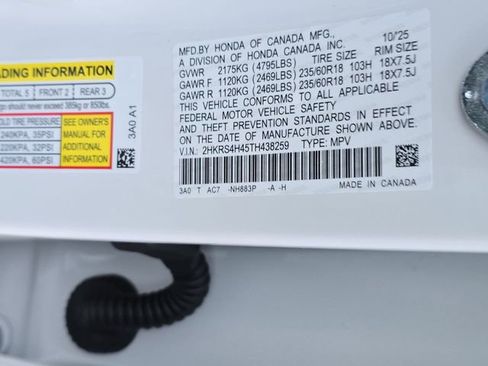 ADING INFORMATION
TOTAL 5 FRONT 2 REAR 3
go should never exceed 385kg or 850lbs.
OLD TIRE PRESSURE
240KPA, 35PSI
220KPA, 32PSI
420KPA, 60PSI
SEE OWNER'S
MANUAL FOR
ADDITIONAL
INFORMATION
3A0 A1
MFD.BY HONDA OF CANADA MFG., 10/'25
A DIVISION OF HONDA CANADA INC.
GVWR 2175KG (4795LBS) TIRE SIZE RIM SIZE
GAWR F 1120KG (2469LBS) 235/60R18 103H 18X7.5J
GAWR R 1120KG (2469LBS) 235/60R18 103H 18X7.5J
THIS VEHICLE CONFORMS TO ALL APPLICABLE
FEDERAL MOTOR VEHICLE SAFETY
AND THEFT PREVENTION STANDARDS IN EFFECT
ON THE DATE OF MANUFACTURE SHOWN ABOVE.
V.I.N.: 2HKRS4H45TH438259 TYPE: MPV
3A0 T AC7 -NH883P -A -H MADE IN CANADA